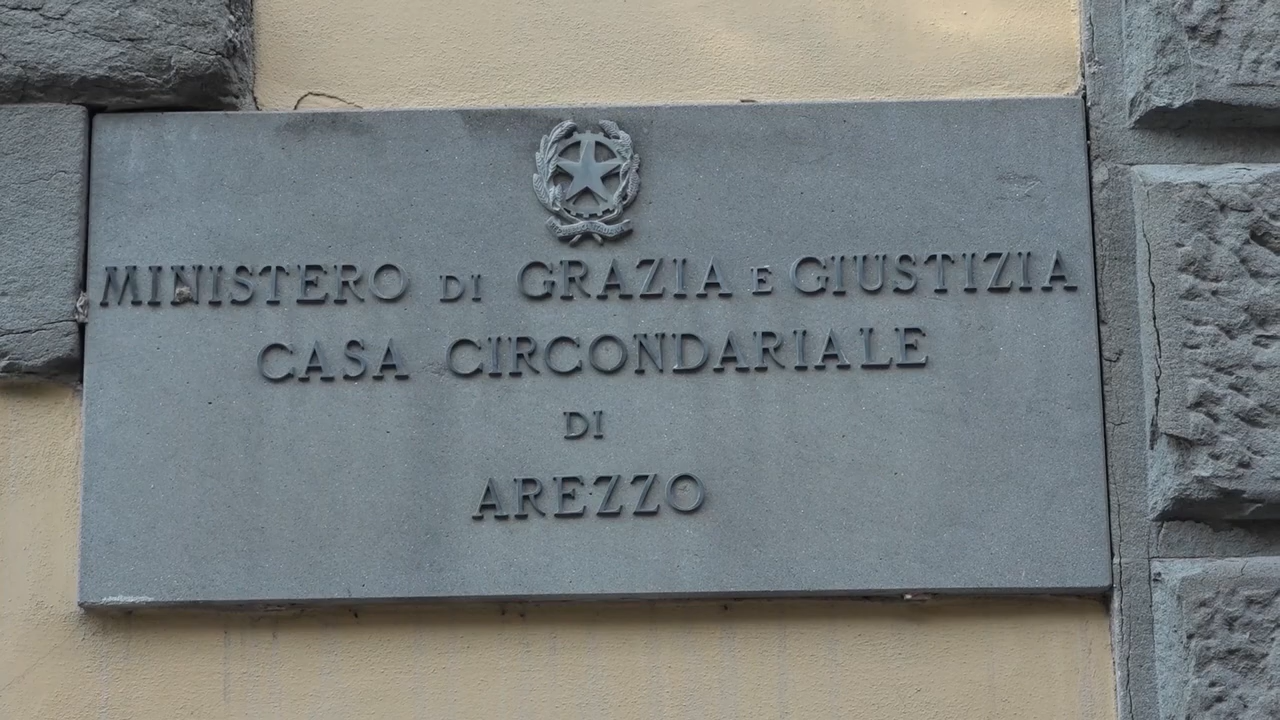 MINISTERO DI GRAZIA E GIUSTIZIA
CASA CIRCONDARIALE
DI
AREZZO